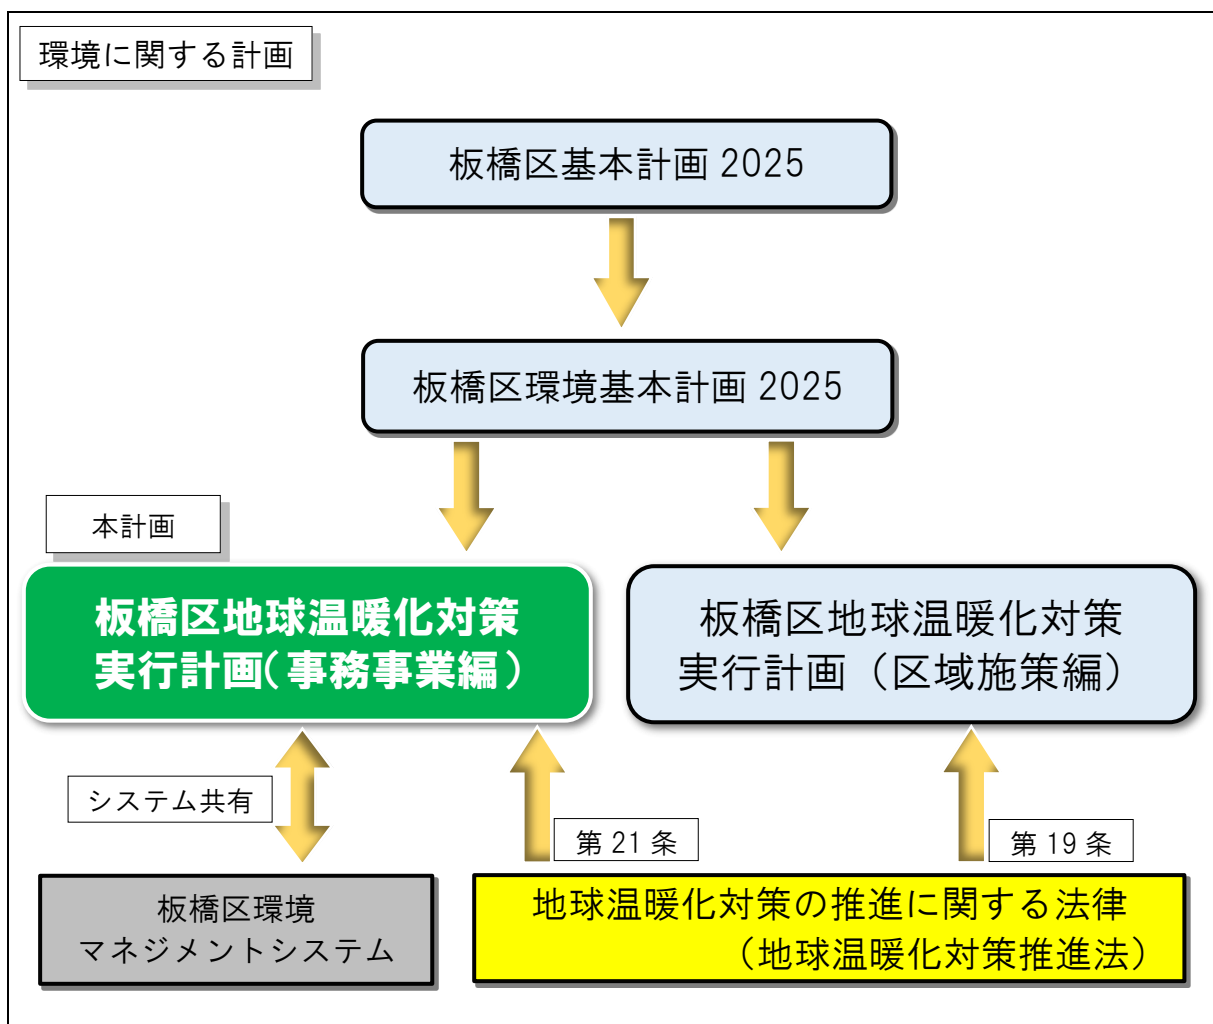 環境に関する計画
板橋区基本計画 2025
板橋区環境基本計画 2025
本計画
板橋区地球温暖化対策
実行計画(事務事業編)
板橋区地球温暖化対策
実行計画（区域施策編）
システム共有
第 21 条
第 19 条
板橋区環境
マネジメントシステム
地球温暖化対策の推進に関する法律
（地球温暖化対策推進法）